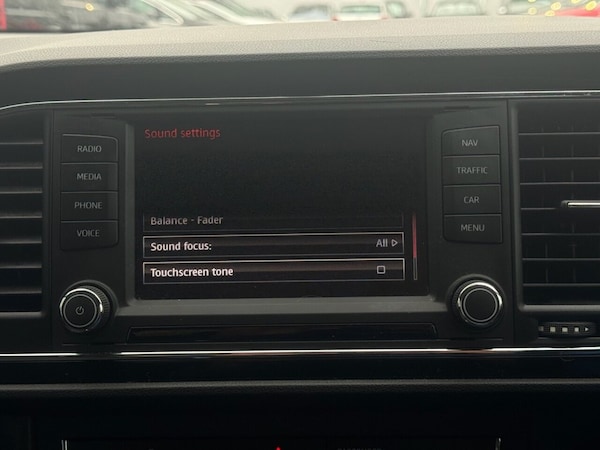 Sound settings
RADIO
MEDIA
PHONE
VOICE
NAV
TRAFFIC
CAR
MENU
Balance - Fader
Sound focus: All
Touchscreen tone